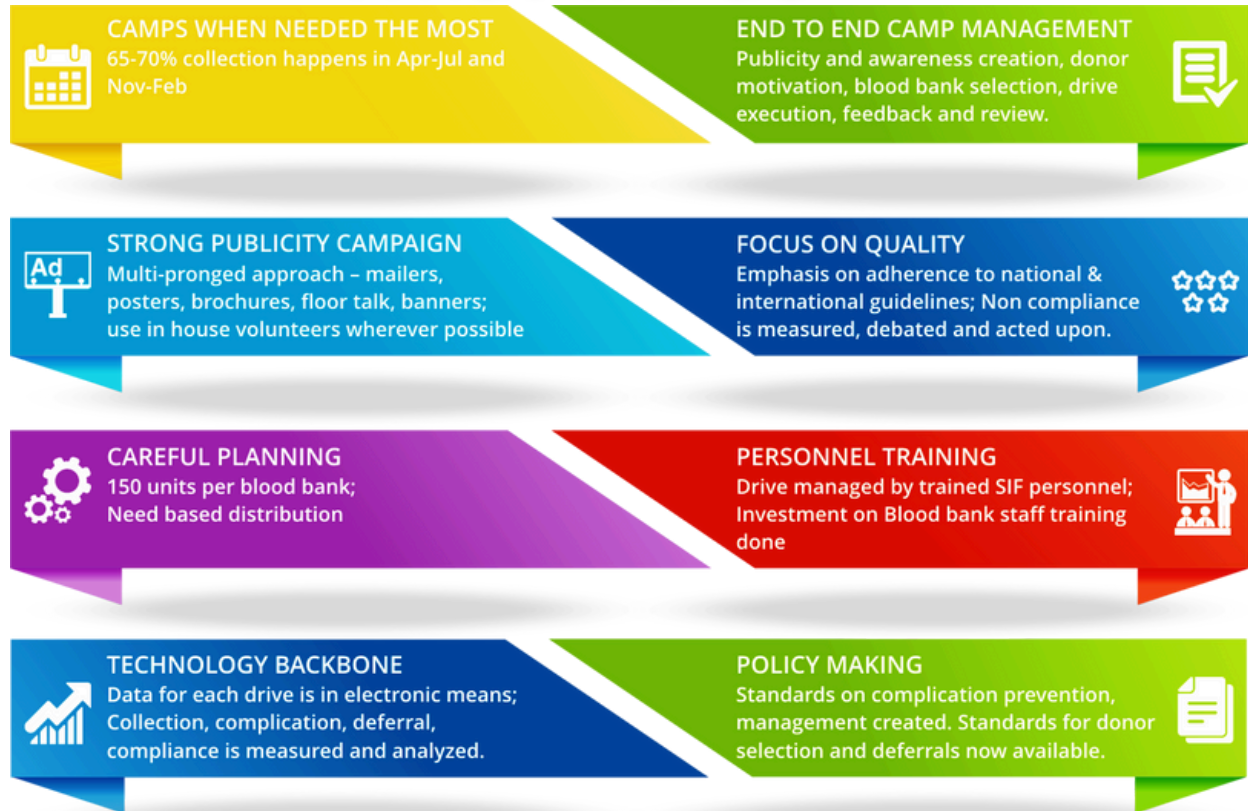 CAMPS WHEN NEEDED THE MOST
65-70% collection happens in Apr-Jul and
Nov-Feb
END TO END CAMP MANAGEMENT
Publicity and awareness creation, donor
motivation, blood bank selection, drive
execution, feedback and review.
Ad
STRONG PUBLICITY CAMPAIGN
Multi-pronged approach – mailers,
posters, brochures, floor talk, banners;
use in house volunteers wherever possible
FOCUS ON QUALITY
Emphasis on adherence to national &
international guidelines; Non compliance
is measured, debated and acted upon.
CAREFUL PLANNING
150 units per blood bank;
Need based distribution
PERSONNEL TRAINING
Drive managed by trained SIF personnel;
Investment on Blood bank staff training
done
TECHNOLOGY BACKBONE
Data for each drive is in electronic means;
Collection, complication, deferral,
compliance is measured and analyzed.
POLICY MAKING
Standards on complication prevention,
management created. Standards for donor
selection and deferrals now available.